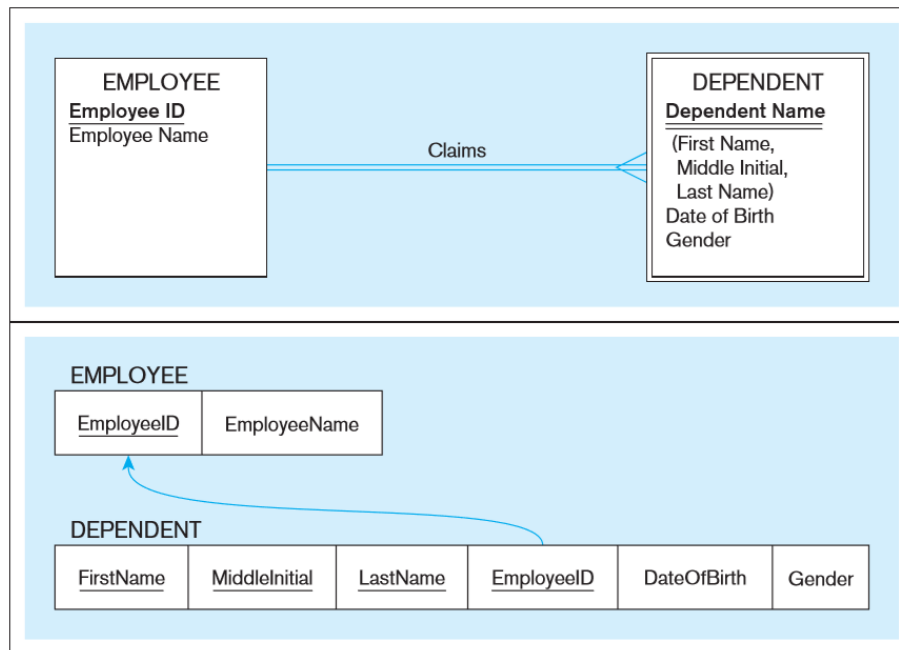 EMPLOYEE
Employee ID
Employee Name
Claims
DEPENDENT
Dependent Name
(First Name,
Middle Initial,
Last Name)
Date of Birth
Gender
EMPLOYEE
EmployeeID EmployeeName
DEPENDENT
FirstName MiddleInitial LastName EmployeeID DateOfBirth Gender